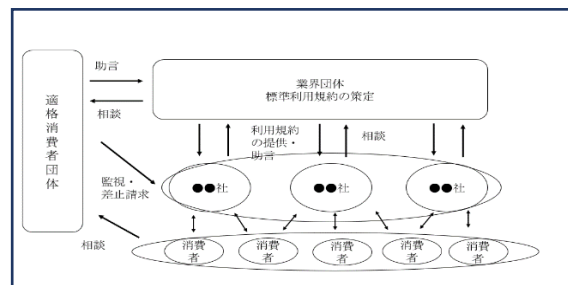 助言
業界団体
標準利用規約の策定
相談
適格消費者団体
利用規約
の提供・
助言
相談
●●社
●●社
●●社
監視・
差止請求
相談
消費
者
消費
者
消費
者
消費
者
消費
者